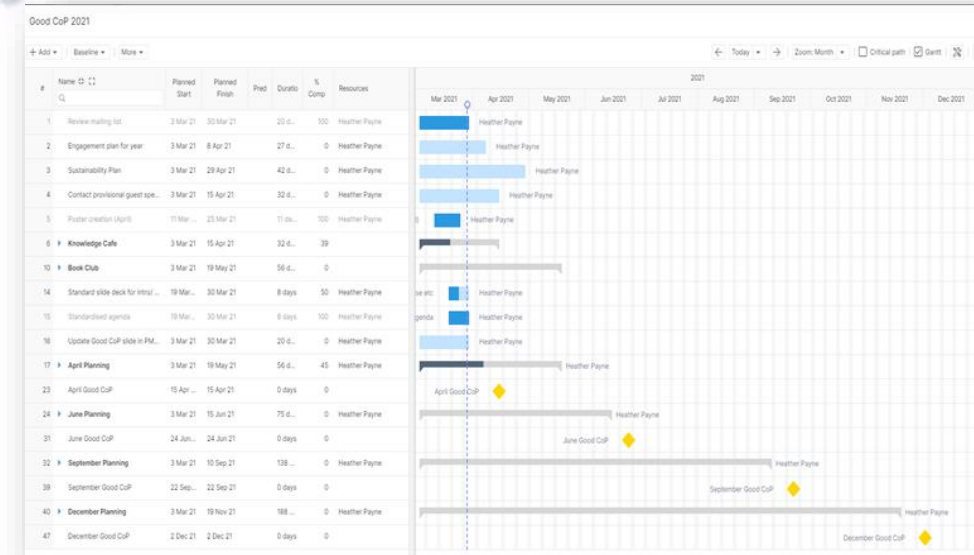 Good CoP 2021
+ Add Baseline More Today Zoom: Month Critical path Gantt
# Name Planned Start Planned Finish Pred Duratio % Comp Resources
2021
Mar 2021 Apr 2021 May 2021 Jun 2021 Jul 2021 Aug 2021 Sep 2021 Oct 2021 Nov 2021 Dec 2021
1 Review mailing list 3 Mar 21 30 Mar 21 20 d... 100 Heather Payne Heather Payne
2 Engagement plan for year 3 Mar 21 8 Apr 21 27 d... 0 Heather Payne Heather Payne
3 Sustainability Plan 3 Mar 21 29 Apr 21 42 d... 0 Heather Payne Heather Payne
4 Contact provisional guest spe... 3 Mar 21 15 Apr 21 32 d... 0 Heather Payne Heather Payne
5 Poster creation (April) 11 Mar ... 25 Mar 21 11 da... 100 Heather Payne Heather Payne
6 Knowledge Cafe 3 Mar 21 15 Apr 21 32 d... 39
10 Book Club 3 Mar 21 19 May 21 56 d... 0
14 Standard slide deck for intro/ ... 19 Mar... 30 Mar 21 8 days 50 Heather Payne se etc Heather Payne
15 Standardised agenda 19 Mar... 30 Mar 21 8 days 100 Heather Payne genda Heather Payne
16 Update Good CoP slide in PM... 3 Mar 21 30 Mar 21 20 d... 0 Heather Payne Heather Payne
17 April Planning 3 Mar 21 19 May 21 56 d... 45 Heather Payne Heather Payne
23 April Good CoP 15 Apr ... 15 Apr 21 0 days 0 April Good CoP
24 June Planning 3 Mar 21 15 Jun 21 75 d... 0 Heather Payne Heather Payne
31 June Good CoP 24 Jun... 24 Jun 21 0 days 0 June Good CoP
32 September Planning 3 Mar 21 10 Sep 21 138 ... 0 Heather Payne Heather Payne
39 September Good CoP 22 Sep... 22 Sep 21 0 days 0 September Good CoP
40 December Planning 3 Mar 21 19 Nov 21 188 ... 0 Heather Payne Heather Payne
47 December Good CoP 2 Dec 21 2 Dec 21 0 days 0 December Good CoP